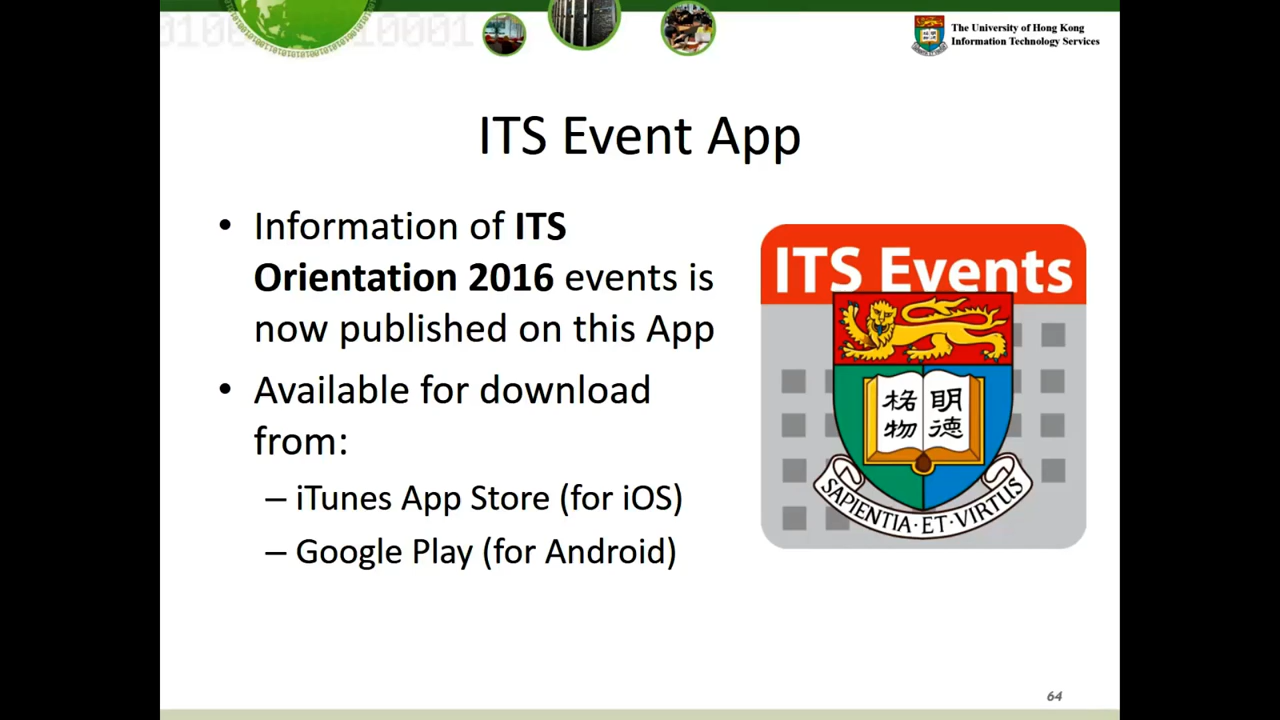 The University of Hong Kong
Information Technology Services
ITS Event App
• Information of ITS
Orientation 2016 events is
now published on this App
• Available for download
from:
– iTunes App Store (for iOS)
– Google Play (for Android)
ITS Events
明德
格物
SAPIENTIA·ET·VIRTUS
64